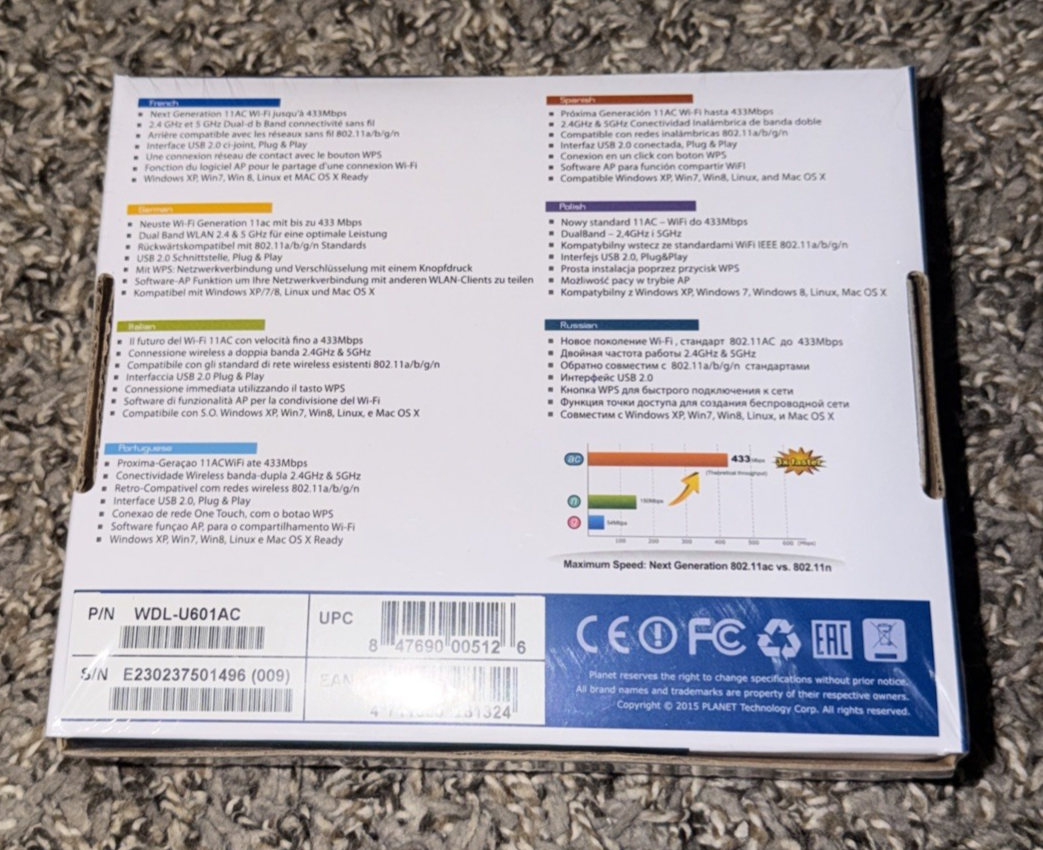 French
Next Generation 11AC Wi-Fi jusqu'à 433Mbps
2.4 GHz et 5 GHz Dual-d b Band connectivité sans fil
Arrière compatible avec les réseaux sans fil 802.11a/b/g/n
Interface USB 2.0 ci-joint, Plug & Play
Une connexion réseau de contact avec le bouton WPS
Fonction du logiciel AP pour le partage d'une connexion Wi-Fi
Windows XP, Win7, Win 8, Linux et MAC OS X Ready
German
Neuste Wi-Fi Generation 11ac mit bis zu 433 Mbps
Dual Band WLAN 2.4 & 5 GHz für eine optimale Leistung
Rückwärtskompatibel mit 802.11a/b/g/n Standards
USB 2.0 Schnittstelle, Plug & Play
Mit WPS: Netzwerkverbindung und Verschlüsselung mit einem Knopfdruck
Software-AP Funktion um Ihre Netzwerkverbindung mit anderen WLAN-Clients zu teilen
Kompatibel mit Windows XP/7/8, Linux und Mac OS X
Italian
Il futuro del Wi-Fi 11AC con velocità fino a 433Mbps
Connessione wireless a doppia banda 2.4GHz & 5GHz
Compatibile con gli standard di rete wireless esistenti 802.11a/b/g/n
Interfaccia USB 2.0 Plug & Play
Connessione immediata utilizzando il tasto WPS
Software di funzionalità AP per la condivisione del Wi-Fi
Compatibile con S.O. Windows XP, Win7, Win8, Linux, e Mac OS X
Portuguese
Proxima-Geraçao 11ACWiFi ate 433Mbps
Conectividade Wireless banda-dupla 2.4GHz & 5GHz
Retro-Compativel com redes wireless 802.11a/b/g/n
Interface USB 2.0, Plug & Play
Conexao de rede One Touch, com o botao WPS
Software funçao AP, para o compartilhamento Wi-Fi
Windows XP, Win7, Win8, Linux e Mac OS X Ready
Spanish
Próxima Generación 11AC Wi-Fi hasta 433Mbps
2.4GHz & 5GHz Conectividad Inalámbrica de banda doble
Compatible con redes inalámbricas 802.11a/b/g/n
Interfaz USB 2.0 conectada, Plug & Play
Conexion en un click con boton WPS
Software AP para función compartir WiFI
Compatible Windows XP, Win7, Win8, Linux, and Mac OS X
Polish
Nowy standard 11AC – WiFi do 433Mbps
DualBand – 2,4GHz i 5GHz
Kompatybilny wstecz ze standardami WiFi IEEE 802.11a/b/g/n
Interfejs USB 2.0, Plug&Play
Prosta instalacja poprzez przycisk WPS
Możliwość pacy w trybie AP
Kompatybilny z Windows XP, Windows 7, Windows 8, Linux, Mac OS X
Russian
Новое поколение Wi-Fi , стандарт 802.11AC до 433Mbps
Двойная частота работы 2.4GHz & 5GHz
Обратно совместим с 802.11a/b/g/n стандартами
Интерфейс USB 2.0
Кнопка WPS для быстрого подключения к сети
Функция точки доступа для создания беспроводной сети
Совместим с Windows XP, Win7, Win8, Linux, и Mac OS X
ac 433Mbps 3x faster
(Theoretical throughput)
n 150Mbps
g 54Mbps
100 200 300 400 500 600 (Mbps)
Maximum Speed: Next Generation 802.11ac vs. 802.11n
P/N WDL-U601AC
S/N E230237501496 (009)
UPC
8 47690 00512 6
EAN
CE FC EAC
Planet reserves the right to change specifications without prior notice.
All brand names and trademarks are property of their respective owners.
Copyright © 2015 PLANET Technology Corp. All rights reserved.